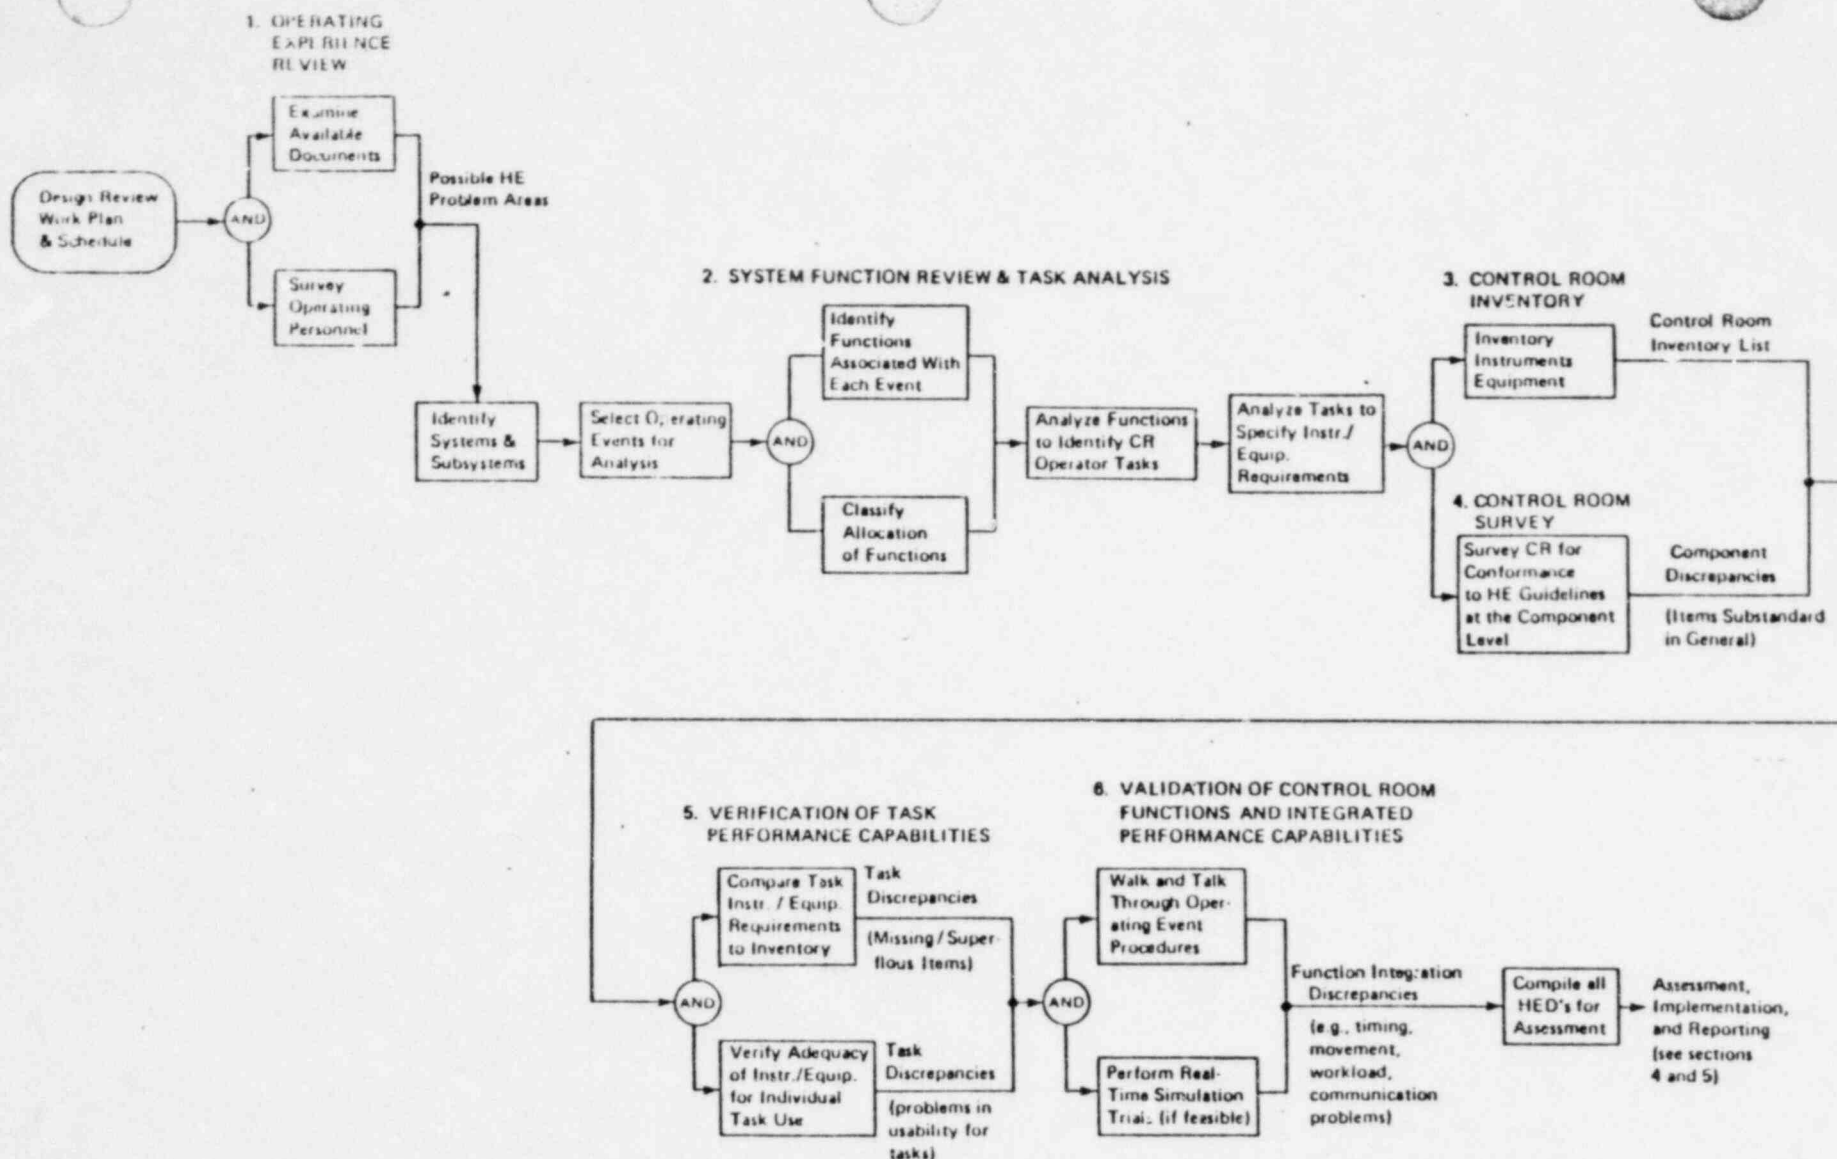 1. OPERATING
EXPERIENCE
REVIEW
Examine
Available
Documents
Design Review
Work Plan
& Schedule
AND
Possible HE
Problem Areas
Survey
Operating
Personnel
2. SYSTEM FUNCTION REVIEW & TASK ANALYSIS
Identify
Systems &
Subsystems
Select Operating
Events for
Analysis
AND
Identify
Functions
Associated With
Each Event
Classify
Allocation
of Functions
Analyze Functions
to Identify CR
Operator Tasks
Analyze Tasks to
Specify Instr./
Equip.
Requirements
AND
3. CONTROL ROOM
INVENTORY
Inventory
Instruments
Equipment
Control Room
Inventory List
4. CONTROL ROOM
SURVEY
Survey CR for
Conformance
to HE Guidelines
at the Component
Level
Component
Discrepancies
(Items Substandard
in General)
5. VERIFICATION OF TASK
PERFORMANCE CAPABILITIES
AND
Compare Task
Instr. / Equip.
Requirements
to Inventory
Task
Discrepancies
(Missing/Super-
flous Items)
Verify Adequacy
of Instr./Equip.
for Individual
Task Use
Task
Discrepancies
(problems in
usability for
tasks)
6. VALIDATION OF CONTROL ROOM
FUNCTIONS AND INTEGRATED
PERFORMANCE CAPABILITIES
AND
Walk and Talk
Through Oper-
ating Event
Procedures
Perform Real-
Time Simulation
Trials (if feasible)
Function Integration
Discrepancies
(e.g., timing,
movement,
workload,
communication
problems)
Compile all
HED's for
Assessment
Assessment,
Implementation,
and Reporting
(see sections
4 and 5)